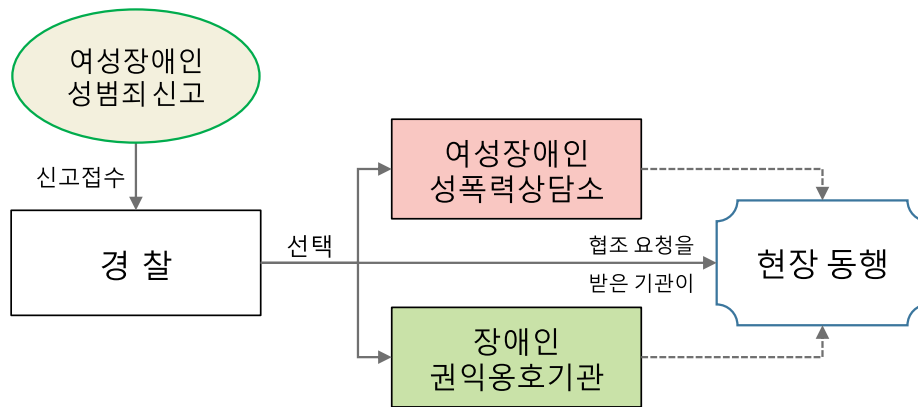 여성장애인
성범죄 신고
신고접수
경 찰
선택
여성장애인
성폭력상담소
협조 요청을
받은 기관이
장애인
권익옹호기관
현장 동행